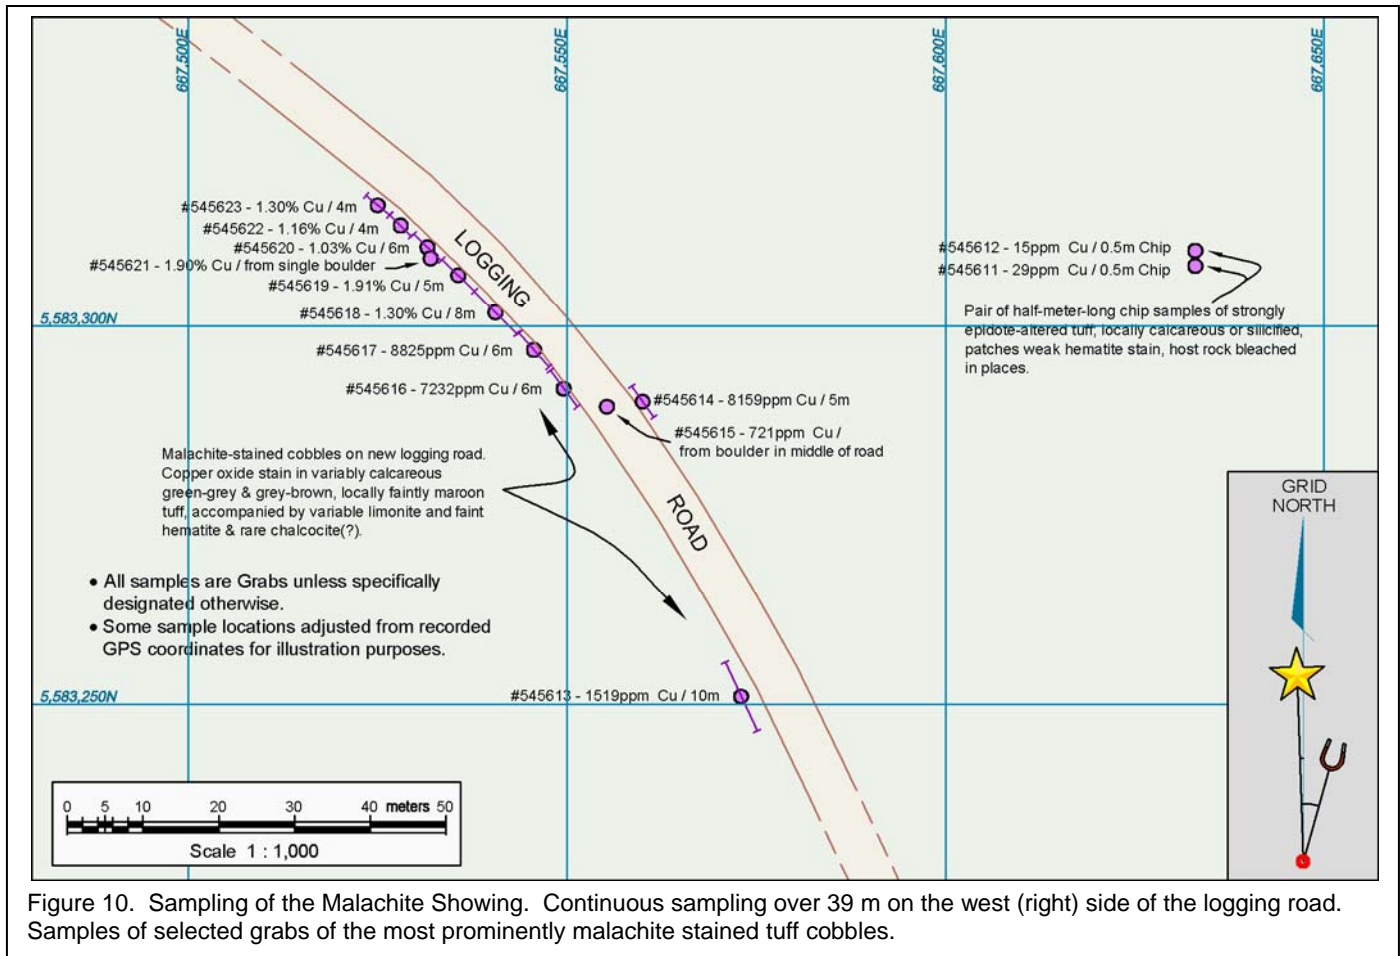 667,500E
667,550E
667,600E
667,650E
#545623 - 1.30% Cu / 4m
#545622 - 1.16% Cu / 4m
#545620 - 1.03% Cu / 6m
#545621 - 1.90% Cu / from single boulder
#545619 - 1.91% Cu / 5m
#545618 - 1.30% Cu / 8m
5,583,300N
#545617 - 8825ppm Cu / 6m
#545616 - 7232ppm Cu / 6m
LOGGING
ROAD
#545612 - 15ppm Cu / 0.5m Chip
#545611 - 29ppm Cu / 0.5m Chip
Pair of half-meter-long chip samples of strongly
epidote-altered tuff, locally calcareous or silicified,
patches weak hematite stain, host rock bleached
in places.
#545614 - 8159ppm Cu / 5m
#545615 - 721ppm Cu /
from boulder in middle of road
Malachite-stained cobbles on new logging road.
Copper oxide stain in variably calcareous
green-grey & grey-brown, locally faintly maroon
tuff, accompanied by variable limonite and faint
hematite & rare chalcocite(?).
• All samples are Grabs unless specifically
designated otherwise.
• Some sample locations adjusted from recorded
GPS coordinates for illustration purposes.
#545613 - 1519ppm Cu / 10m
5,583,250N
GRID
NORTH
0 5 10 20 30 40 meters 50
Scale 1 : 1,000
Figure 10. Sampling of the Malachite Showing. Continuous sampling over 39 m on the west (right) side of the logging road.
Samples of selected grabs of the most prominently malachite stained tuff cobbles.